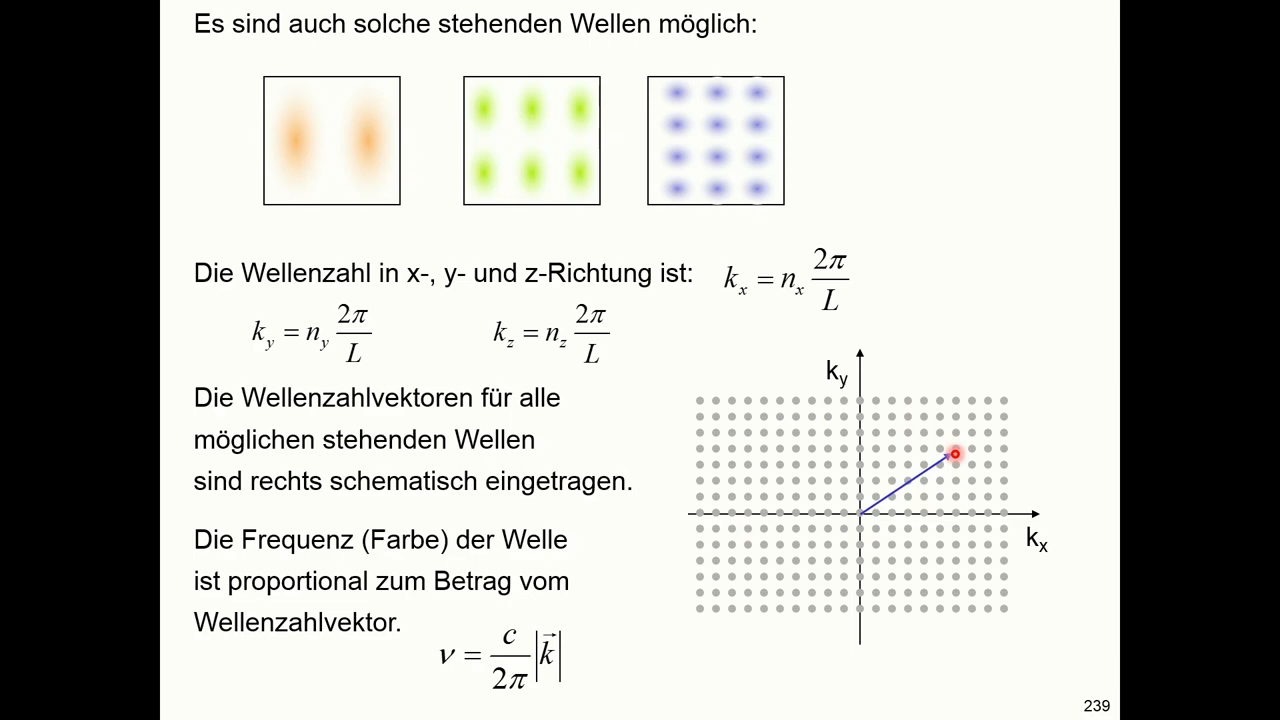 Es sind auch solche stehenden Wellen möglich:
Die Wellenzahl in x-, y- und z-Richtung ist: k_x = n_x 2π/L
k_y = n_y 2π/L k_z = n_z 2π/L
Die Wellenzahlvektoren für alle
möglichen stehenden Wellen
sind rechts schematisch eingetragen.
Die Frequenz (Farbe) der Welle
ist proportional zum Betrag vom
Wellenzahlvektor.
ν = c/2π |k⃗|
k_y
k_x
239